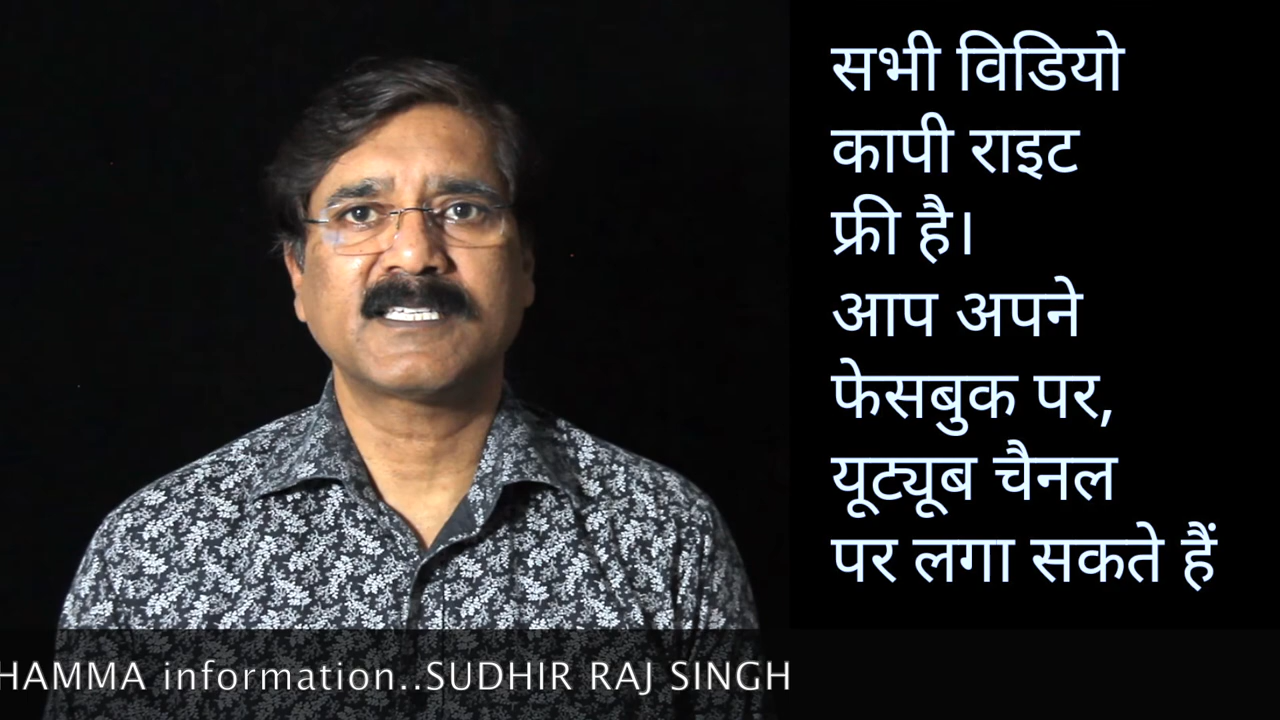 सभी विडियो
कापी राइट
फ्री है।
आप अपने
फेसबुक पर,
यूट्यूब चैनल
पर लगा सकते हैं
HAMMA information..SUDHIR RAJ SINGH